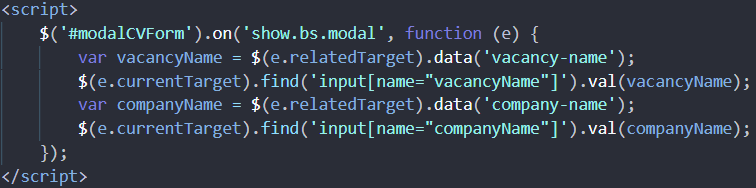 <script>
$('#modalCVForm').on('show.bs.modal', function (e) {
var vacancyName = $(e.relatedTarget).data('vacancy-name');
$(e.currentTarget).find('input[name="vacancyName"]').val(vacancyName);
var companyName = $(e.relatedTarget).data('company-name');
$(e.currentTarget).find('input[name="companyName"]').val(companyName);
});
</script>